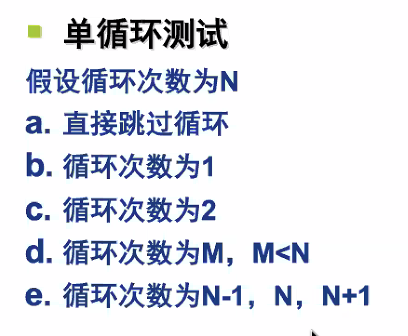 单循环测试
假设循环次数为N
a. 直接跳过循环
b. 循环次数为1
c. 循环次数为2
d. 循环次数为M，M<N
e. 循环次数为N-1，N，N+1